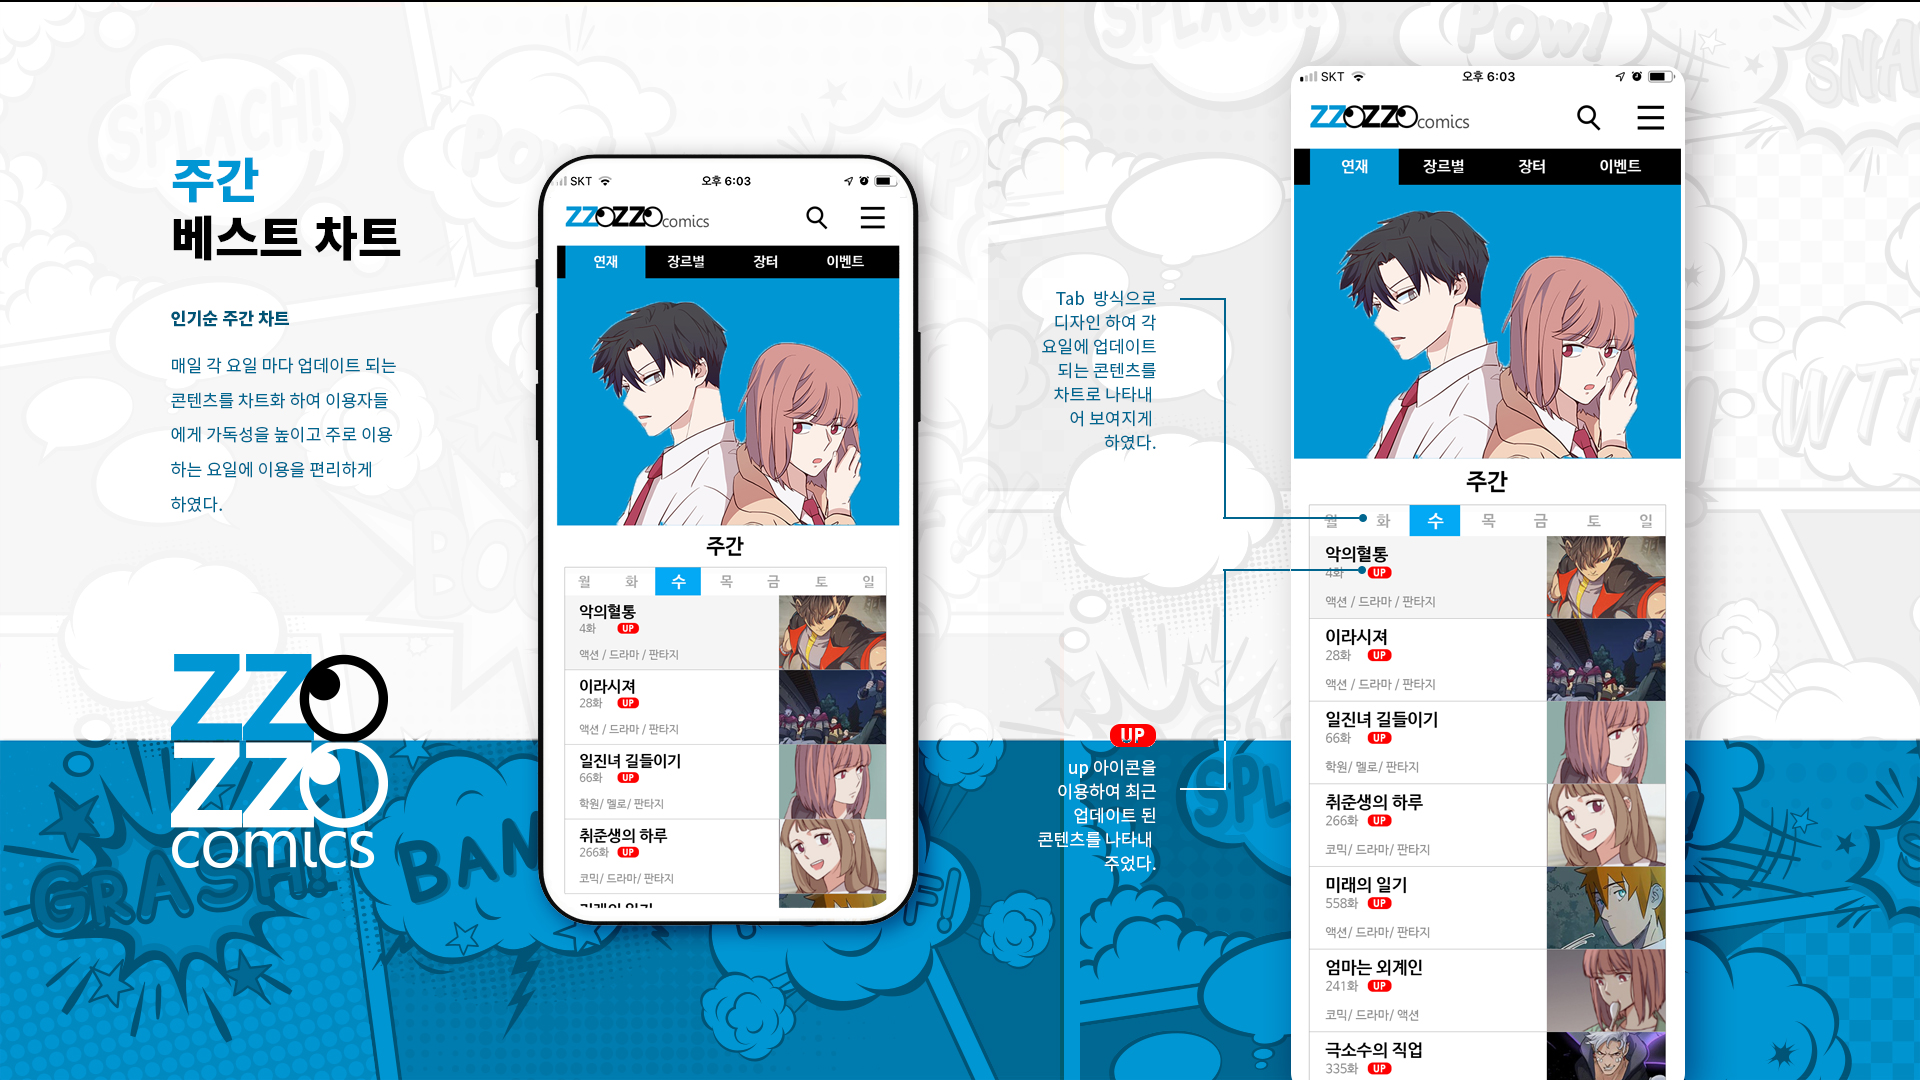 주간
베스트 차트
인기순 주간 차트
매일 각 요일 마다 업데이트 되는
콘텐츠를 차트화 하여 이용자들
에게 가독성을 높이고 주로 이용
하는 요일에 이용을 편리하게
하였다.
ZZO
ZZO
comics
SKT
오후 6:03
ZZOZZOcomics
연재
장르별
장터
이벤트
주간
월 화 수 목 금 토 일
악의혈통
4화 UP
액션 / 드라마 / 판타지
이라시져
28화 UP
액션 / 드라마 / 판타지
일진녀 길들이기
66화 UP
학원/ 멜로/ 판타지
취준생의 하루
266화 UP
코믹/ 드라마/ 판타지
Tab 방식으로
디자인 하여 각
요일에 업데이트
되는 콘텐츠를
차트로 나타내
어 보여지게
하였다.
UP
up 아이콘을
이용하여 최근
업데이트 된
콘텐츠를 나타내
주었다.
SKT
오후 6:03
ZZOZZOcomics
연재
장르별
장터
이벤트
주간
월 화 수 목 금 토 일
악의혈통
4화 UP
액션 / 드라마 / 판타지
이라시져
28화 UP
액션 / 드라마 / 판타지
일진녀 길들이기
66화 UP
학원/ 멜로/ 판타지
취준생의 하루
266화 UP
코믹/ 드라마/ 판타지
미래의 일기
558화 UP
액션/ 드라마/ 판타지
엄마는 외계인
241화 UP
코믹/ 드라마/ 액션
극소수의 직업
335화 UP
SPLACH!
POW!
SPLACH!
POW!
GRASH!